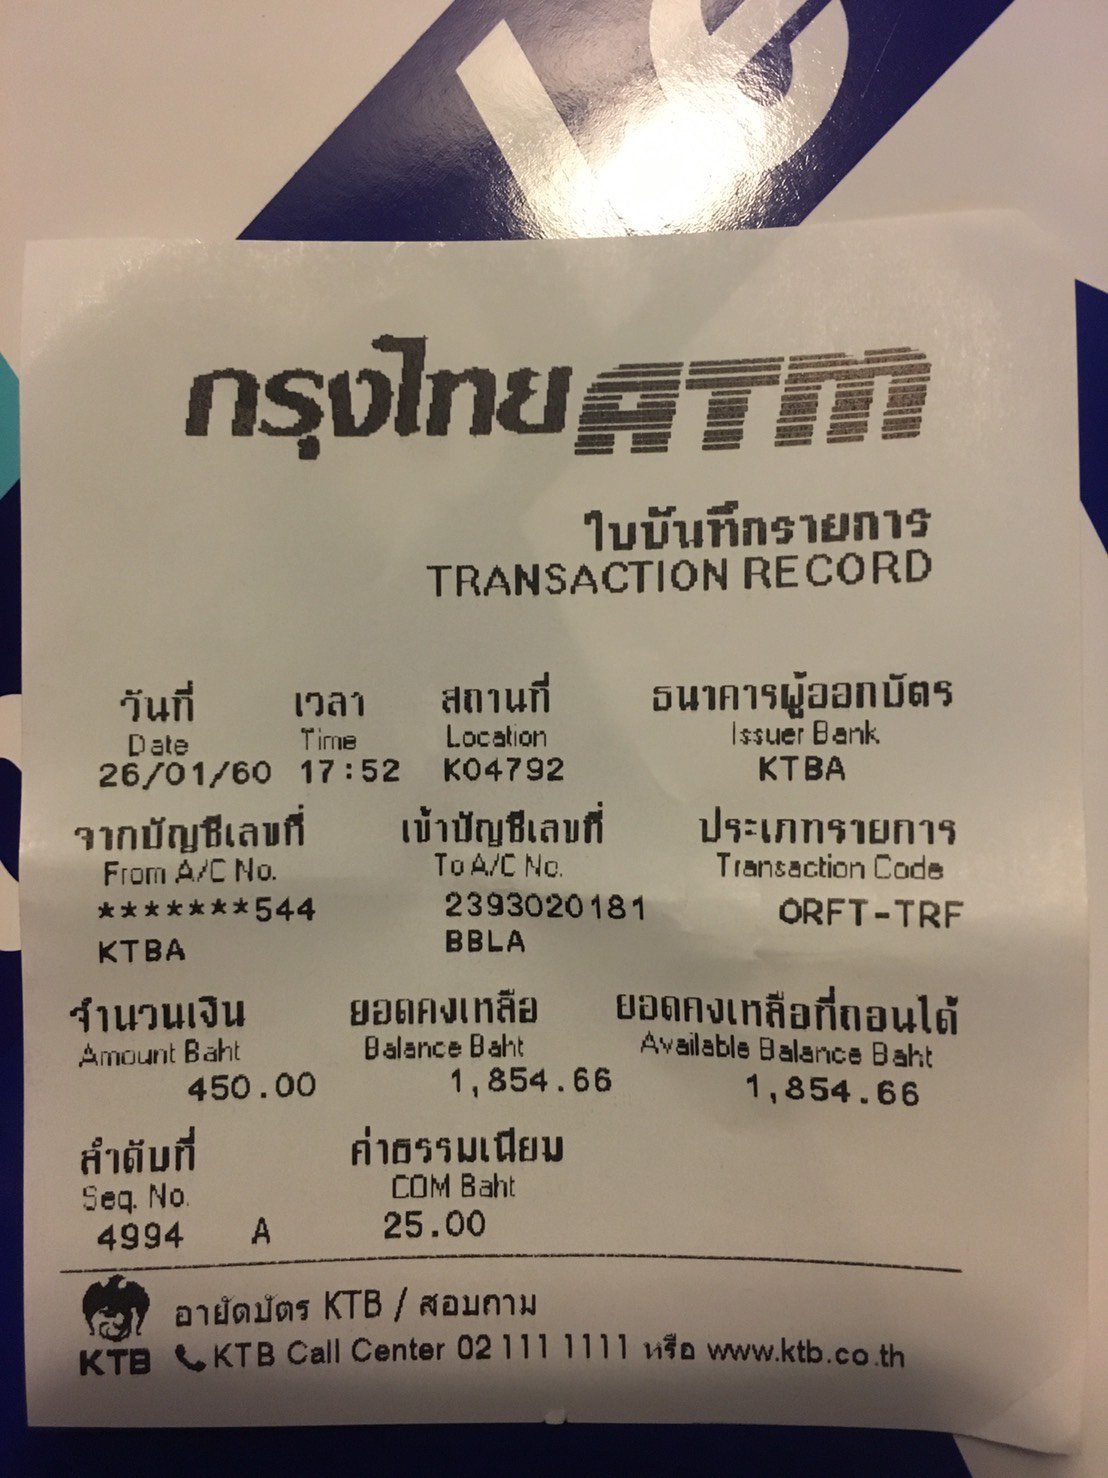 กรุงไทย ATM
ใบบันทึกรายการ
TRANSACTION RECORD
วันที่ เวลา สถานที่ ธนาคารผู้ออกบัตร
Date Time Location Issuer Bank
26/01/60 17:52 K04792 KTBA
จากบัญชีเลขที่ เข้าบัญชีเลขที่ ประเภทรายการ
From A/C No. To A/C No. Transaction Code
*******544 2393020181 ORFT-TRF
KTBA BBLA
จำนวนเงิน ยอดคงเหลือ ยอดคงเหลือที่ถอนได้
Amount Baht Balance Baht Available Balance Baht
450.00 1,854.66 1,854.66
ลำดับที่ ค่าธรรมเนียม
Seq. No. COM Baht
4994 A 25.00
อายัดบัตร KTB / สอบถาม
KTB KTB Call Center 02 111 1111 หรือ www.ktb.co.th